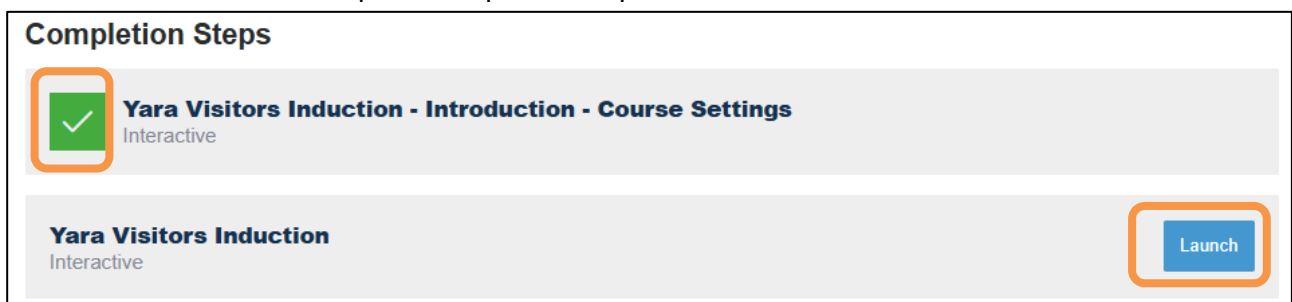 Completion Steps
Yara Visitors Induction - Introduction - Course Settings
Interactive
Yara Visitors Induction
Interactive
Launch